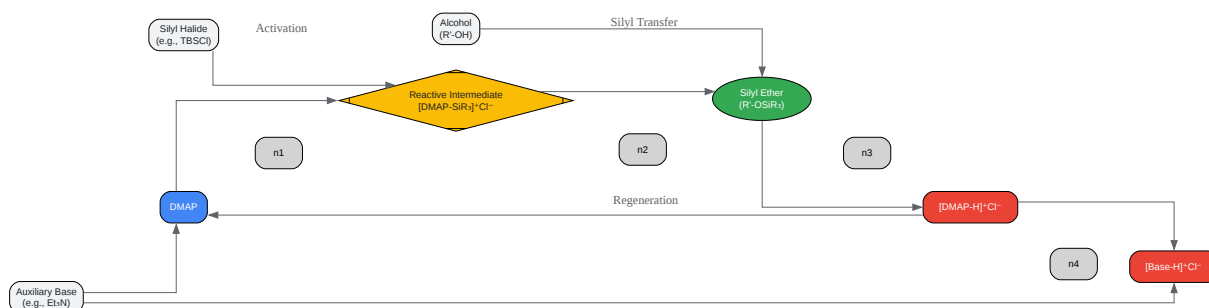 Silyl Halide
(e.g., TBSCl)
Activation
Alcohol
(R'-OH)
Silyl Transfer
Reactive Intermediate
[DMAP-SiR₃]⁺Cl⁻
Silyl Ether
(R'-OSiR₃)
n1
n2
n3
DMAP
Regeneration
[DMAP-H]⁺Cl⁻
n4
[Base-H]⁺Cl⁻
Auxiliary Base
(e.g., Et₃N)